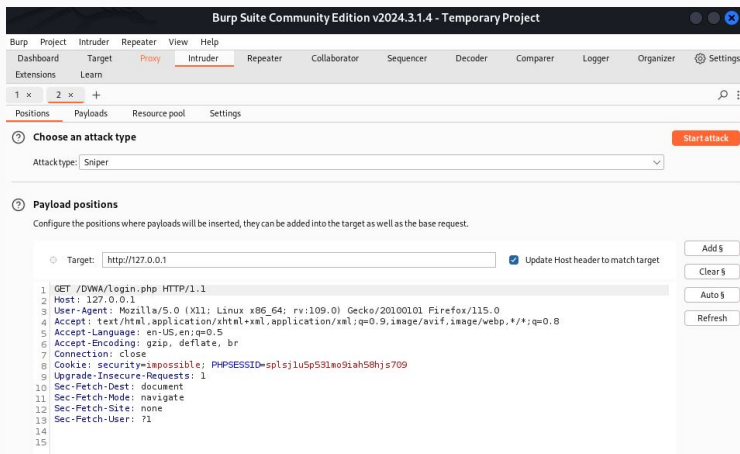 Burp Suite Community Edition v2024.3.1.4 - Temporary Project
Burp Project Intruder Repeater View Help
Dashboard Target Proxy Intruder Repeater Collaborator Sequencer Decoder Comparer Logger Organizer Settings
Extensions Learn
1 × 2 × +
Positions Payloads Resource pool Settings
? Choose an attack type
Start attack
Attack type: Sniper
? Payload positions
Configure the positions where payloads will be inserted, they can be added into the target as well as the base request.
Target: http://127.0.0.1 Update Host header to match target
Add §
Clear §
Auto §
Refresh
1 GET /DVWA/login.php HTTP/1.1
2 Host: 127.0.0.1
3 User-Agent: Mozilla/5.0 (X11; Linux x86_64; rv:109.0) Gecko/20100101 Firefox/115.0
4 Accept: text/html,application/xhtml+xml,application/xml;q=0.9,image/avif,image/webp,*/*;q=0.8
5 Accept-Language: en-US,en;q=0.5
6 Accept-Encoding: gzip, deflate, br
7 Connection: close
8 Cookie: security=impossible; PHPSESSID=splsj1u5p531mo9iah58hjs709
9 Upgrade-Insecure-Requests: 1
10 Sec-Fetch-Dest: document
11 Sec-Fetch-Mode: navigate
12 Sec-Fetch-Site: none
13 Sec-Fetch-User: ?1
14
15